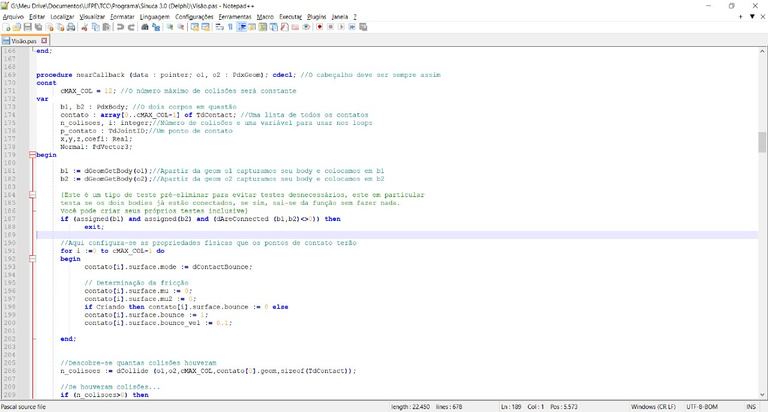 G:\Meu Drive\Documentos\UFPE\TCC\Programa\Sinuca 3.0 (Delphi)\Visão.pas - Notepad++
Arquivo Editar Localizar Visualizar Formatar Linguagem Configurações Ferramentas Macro Executar Plugins Janela ?
Visão.pas
166 end;
167
168
169 procedure nearCallback (data : pointer; o1, o2 : PdxGeom); cdecl; //O cabeçalho deve ser sempre assim
170 const
171 cMAX_COL = 12; //O número máximo de colisões será constante
172 var
173 b1, b2 : PdxBody; //O dois corpos em questão
174 contato : array[0..cMAX_COL-1] of TdContact; //Uma lista de todos os contatos
175 n_colisoes, i: integer;//Número de colisões e uma variável para usar nos loops
176 p_contato : TdJointID;//Um ponto de contato
177 x,y,z,coefi: Real;
178 Normal: PdVector3;
179 begin
180
181 b1 := dGeomGetBody(o1);//Apartir da geom o1 capturamos seu body e colocamos em b1
182 b2 := dGeomGetBody(o2);//Apartir da geom o2 capturamos seu body e colocamos em b2
183
184 {Este é um tipo de teste pré-eliminar para evitar testes desnecessários, este em particular
185 testa se os dois bodies já estão conectados, se sim, sai-se da função sem fazer nada.
186 Você pode criar seus próprios testes inclusive}
187 if (assigned(b1) and assigned(b2) and (dAreConnected (b1,b2)<>0)) then
188 exit;
189
190 //Aqui configura-se as propriedades físicas que os pontos de contato terão
191 for i :=0 to cMAX_COL-1 do
192 begin
193 contato[i].surface.mode := dContactBounce;
194
195 // Determinação da fricção
196 contato[i].surface.mu := 0;
197 contato[i].surface.mu2 := 0;
198 if Criando then contato[i].surface.bounce := 0 else
199 contato[i].surface.bounce := 1;
200 contato[i].surface.bounce_vel := 0.1;
201
202 end;
203
204
205 //Descobre-se quantas colisões houveram
206 n_colisoes := dCollide (o1,o2,cMAX_COL,contato[0].geom,sizeof(TdContact));
207
208 //Se houveram colisões...
209 if (n_colisoes>0) then
Pascal source file length : 22.450 lines : 678 Ln : 189 Col : 1 Pos : 5.573 Windows (CR LF) UTF-8-BOM INS